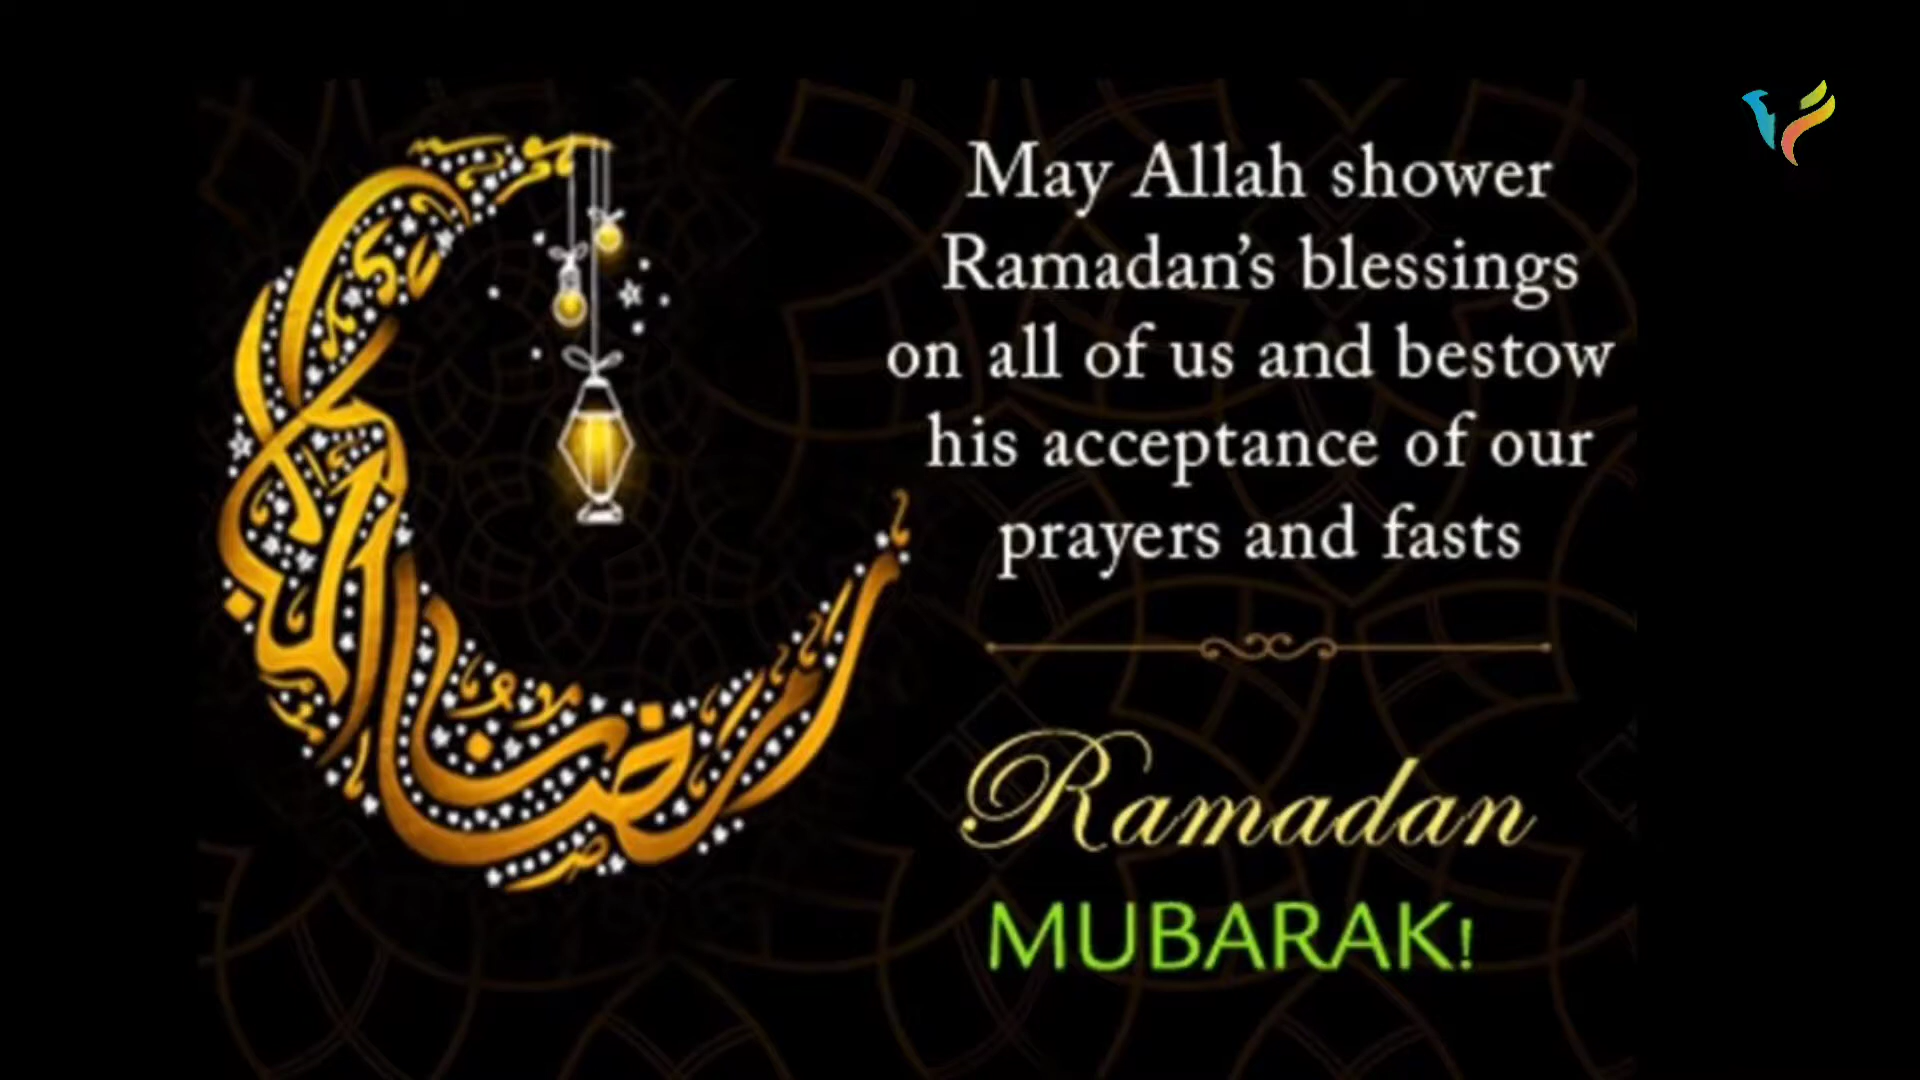 رمضان
May Allah shower
Ramadan’s blessings
on all of us and bestow
his acceptance of our
prayers and fasts
Ramadan
MUBARAK!